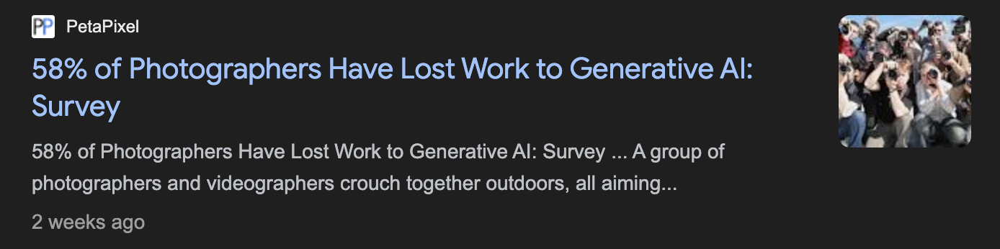 PP PetaPixel
58% of Photographers Have Lost Work to Generative AI:
Survey
58% of Photographers Have Lost Work to Generative AI: Survey ... A group of
photographers and videographers crouch together outdoors, all aiming...
2 weeks ago